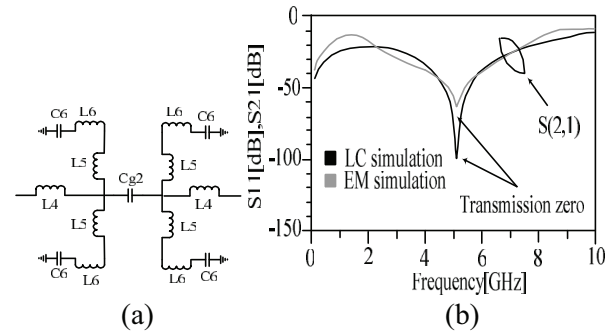 (a)
C6
L6
L6
C6
L5
L5
Cg2
L4
L4
L5
L5
C6
L6
L6
C6
(b)
S11[dB],S21[dB]
0
-50
-100
-150
S(2,1)
LC simulation
EM simulation
Transmission zero
0
2
4
6
8
10
Frequency[GHz]
(a)
(b)